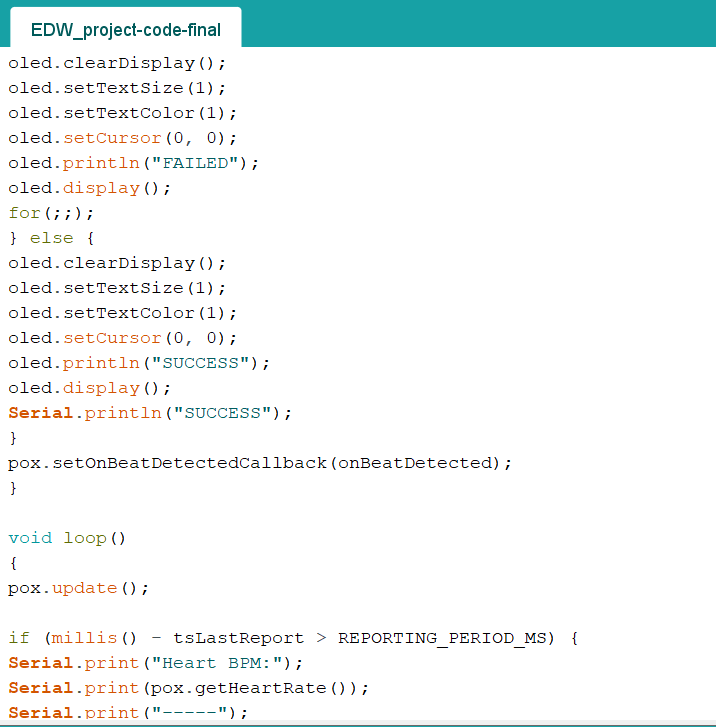 EDW_project-code-final
oled.clearDisplay();
oled.setTextSize(1);
oled.setTextColor(1);
oled.setCursor(0, 0);
oled.println("FAILED");
oled.display();
for(;;);
} else {
oled.clearDisplay();
oled.setTextSize(1);
oled.setTextColor(1);
oled.setCursor(0, 0);
oled.println("SUCCESS");
oled.display();
Serial.println("SUCCESS");
}
pox.setOnBeatDetectedCallback(onBeatDetected);
}
void loop()
{
pox.update();
if (millis() - tsLastReport > REPORTING_PERIOD_MS) {
Serial.print("Heart BPM:");
Serial.print(pox.getHeartRate());
Serial.print("-----");